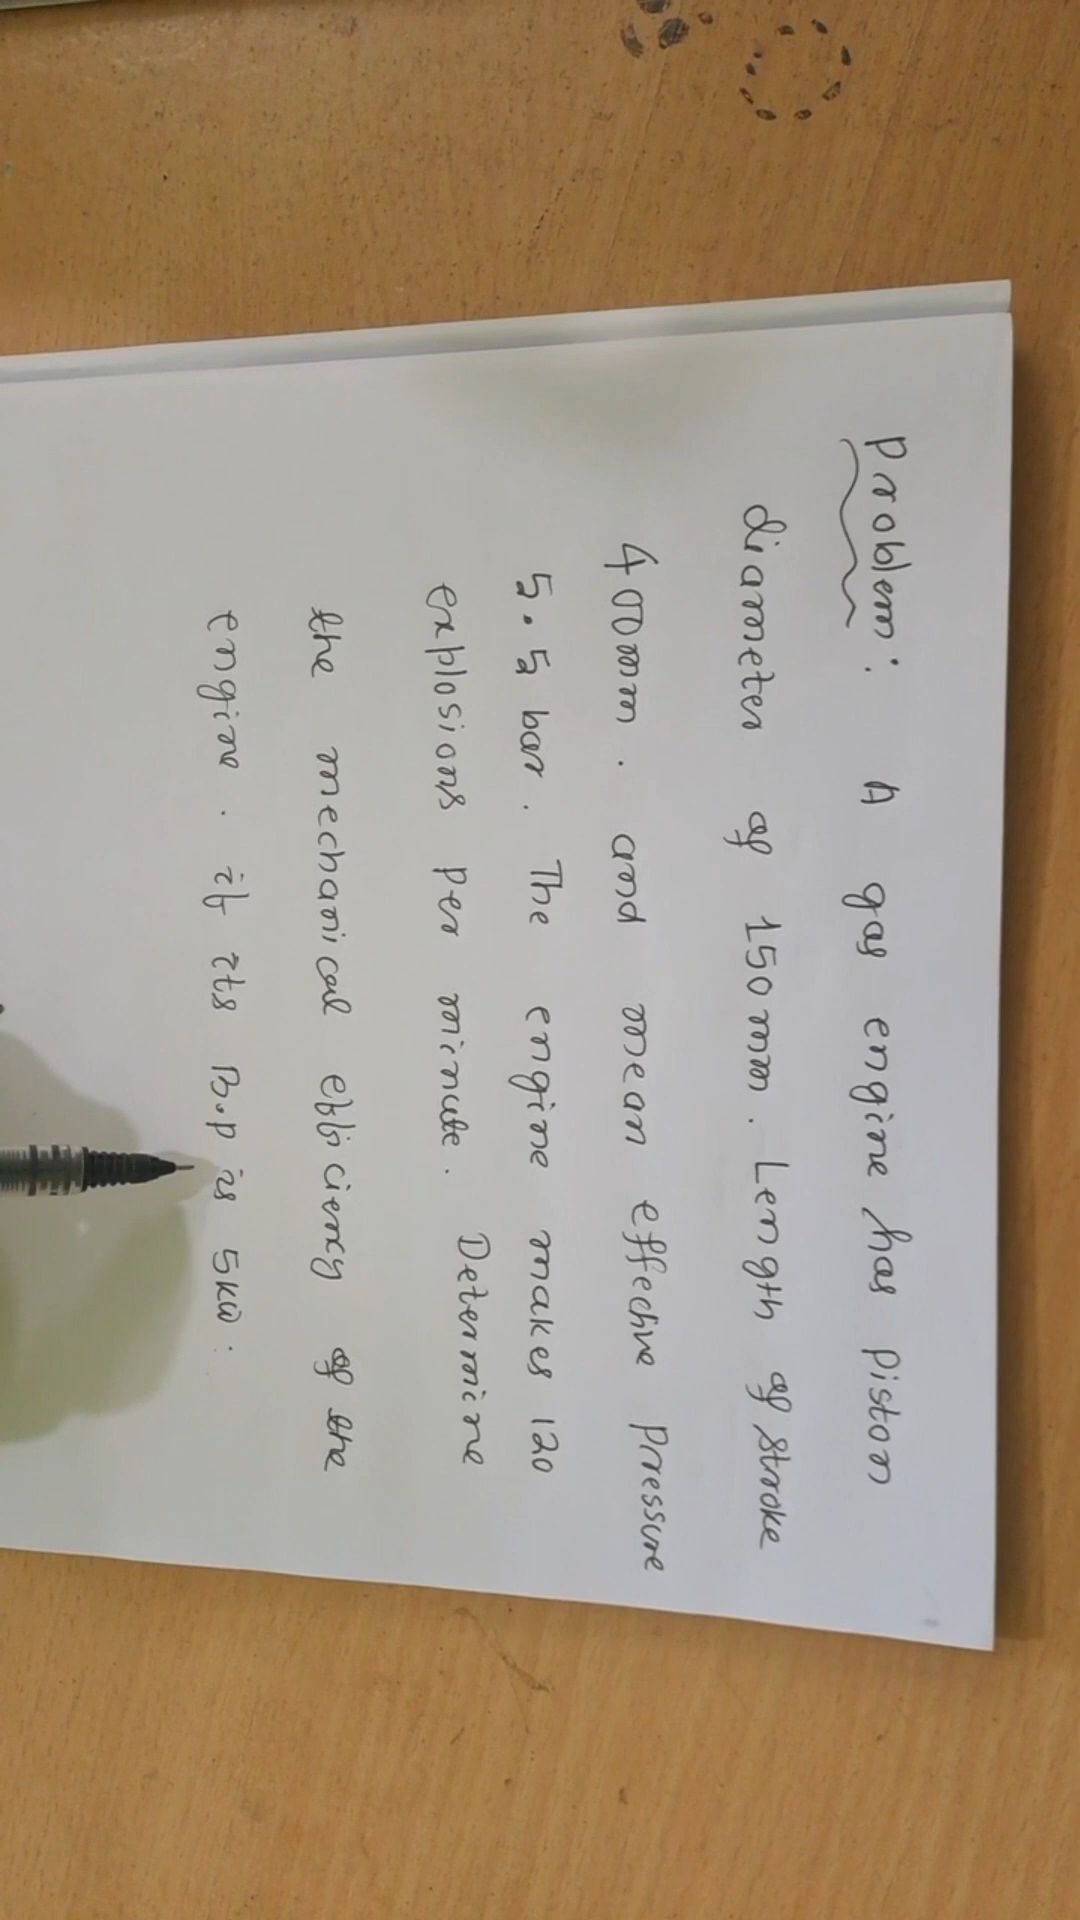 Problem: A gas engine has piston
diameter of 150mm. Length of stroke
400mm. and mean effective pressure
5.5 bar. The engine makes 120
explosions per minute. Determine
the mechanical efficiency of the
engine. if its B.P is 5kw.